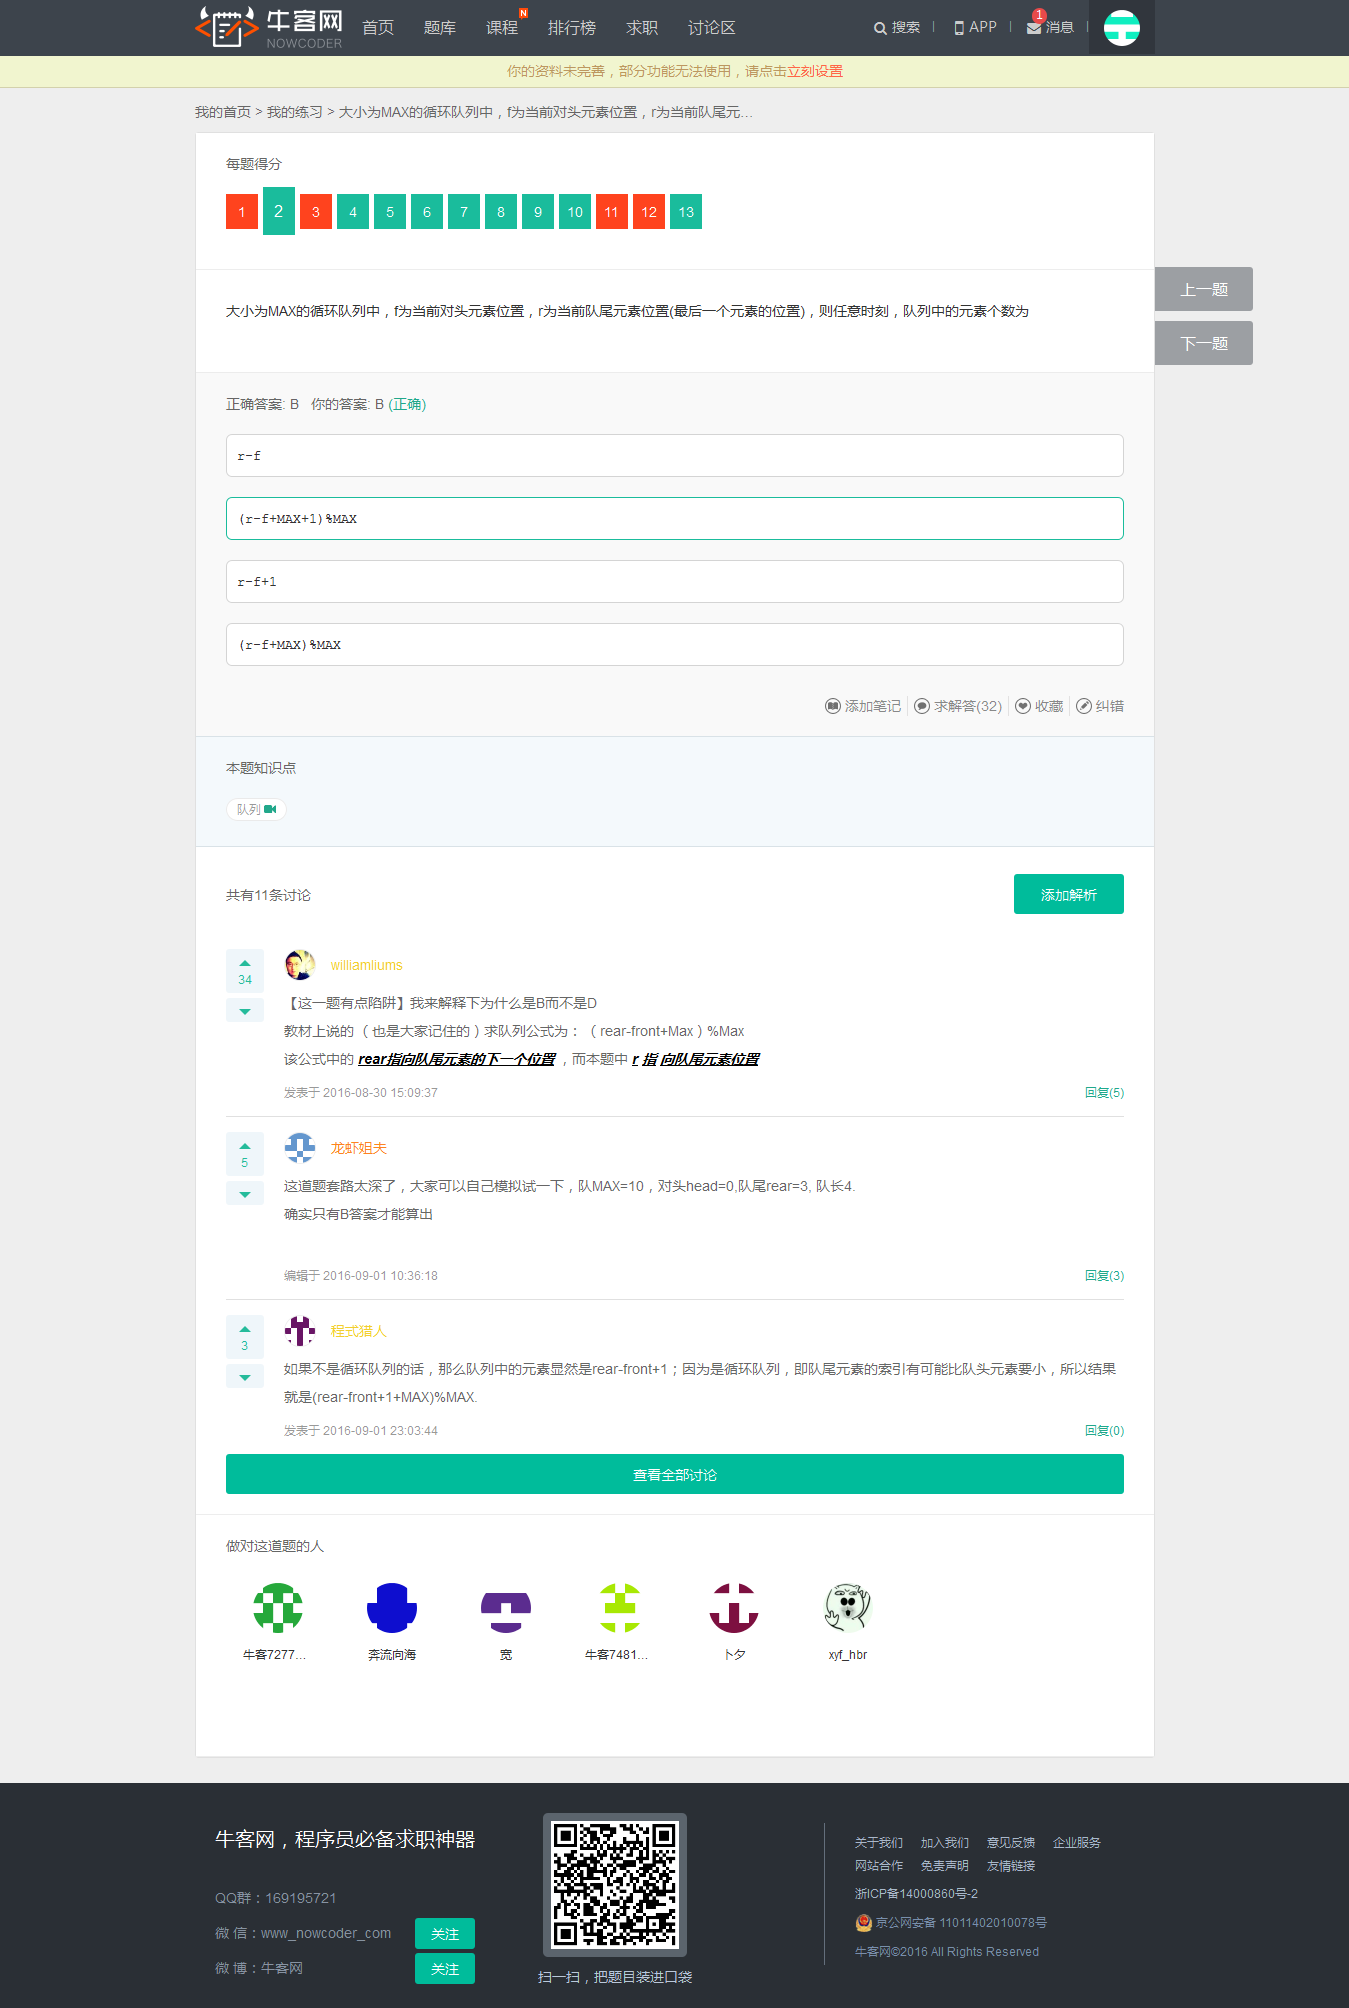 牛客网
NOWCODER
首页 题库 课程 N 排行榜 求职 讨论区 搜索 APP 1 消息
你的资料未完善，部分功能无法使用，请点击立刻设置
我的首页 > 我的练习 > 大小为MAX的循环队列中，f为当前对头元素位置，r为当前队尾元...
每题得分
1 2 3 4 5 6 7 8 9 10 11 12 13
上一题
大小为MAX的循环队列中，f为当前对头元素位置，r为当前队尾元素位置(最后一个元素的位置)，则任意时刻，队列中的元素个数为
下一题
正确答案: B 你的答案: B (正确)
r-f
(r-f+MAX+1)%MAX
r-f+1
(r-f+MAX)%MAX
添加笔记 求解答(32) 收藏 纠错
本题知识点
队列
共有11条讨论 添加解析
williamliums
34
【这一题有点陷阱】我来解释下为什么是B而不是D
教材上说的（也是大家记住的）求队列公式为：（rear-front+Max）%Max
该公式中的 rear指向队尾元素的下一个位置 ，而本题中 r 指 向队尾元素位置
发表于 2016-08-30 15:09:37 回复(5)
龙虾姐夫
5
这道题套路太深了，大家可以自己模拟试一下，队MAX=10，对头head=0,队尾rear=3, 队长4.
确实只有B答案才能算出
编辑于 2016-09-01 10:36:18 回复(3)
程式猎人
3
如果不是循环队列的话，那么队列中的元素显然是rear-front+1；因为是循环队列，即队尾元素的索引有可能比队头元素要小，所以结果
就是(rear-front+1+MAX)%MAX.
发表于 2016-09-01 23:03:44 回复(0)
查看全部讨论
做对这道题的人
牛客7277... 奔流向海 宽 牛客7481... 卜夕 xyf_hbr
牛客网，程序员必备求职神器
QQ群：169195721
微 信：www_nowcoder_com 关注
微 博：牛客网 关注
扫一扫，把题目装进口袋
关于我们 加入我们 意见反馈 企业服务
网站合作 免责声明 友情链接
浙ICP备14000860号-2
京公网安备 11011402010078号
牛客网©2016 All Rights Reserved